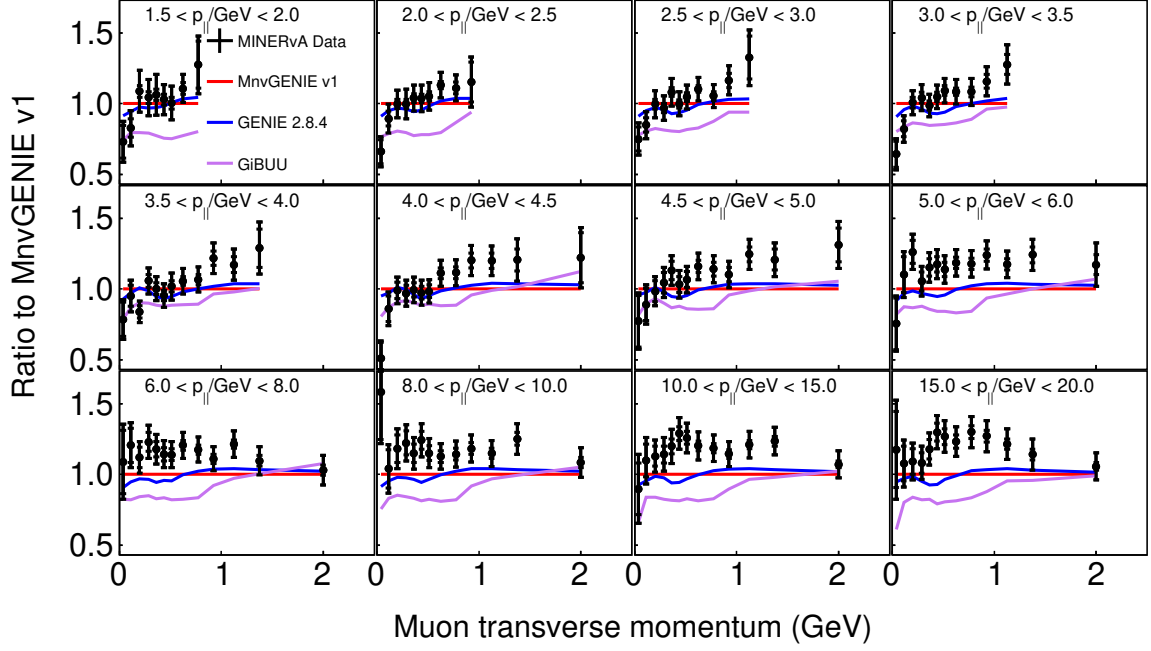 1.5 < p||/GeV < 2.0
2.0 < p||/GeV < 2.5
2.5 < p||/GeV < 3.0
3.0 < p||/GeV < 3.5
MINERvA Data
MnvGENIE v1
GENIE 2.8.4
GiBUU
1.5
1.0
0.5
3.5 < p||/GeV < 4.0
4.0 < p||/GeV < 4.5
4.5 < p||/GeV < 5.0
5.0 < p||/GeV < 6.0
1.5
1.0
0.5
6.0 < p||/GeV < 8.0
8.0 < p||/GeV < 10.0
10.0 < p||/GeV < 15.0
15.0 < p||/GeV < 20.0
1.5
1.0
0.5
Ratio to MnvGENIE v1
0 1 2 0 1 2 0 1 2 0 1 2
Muon transverse momentum (GeV)